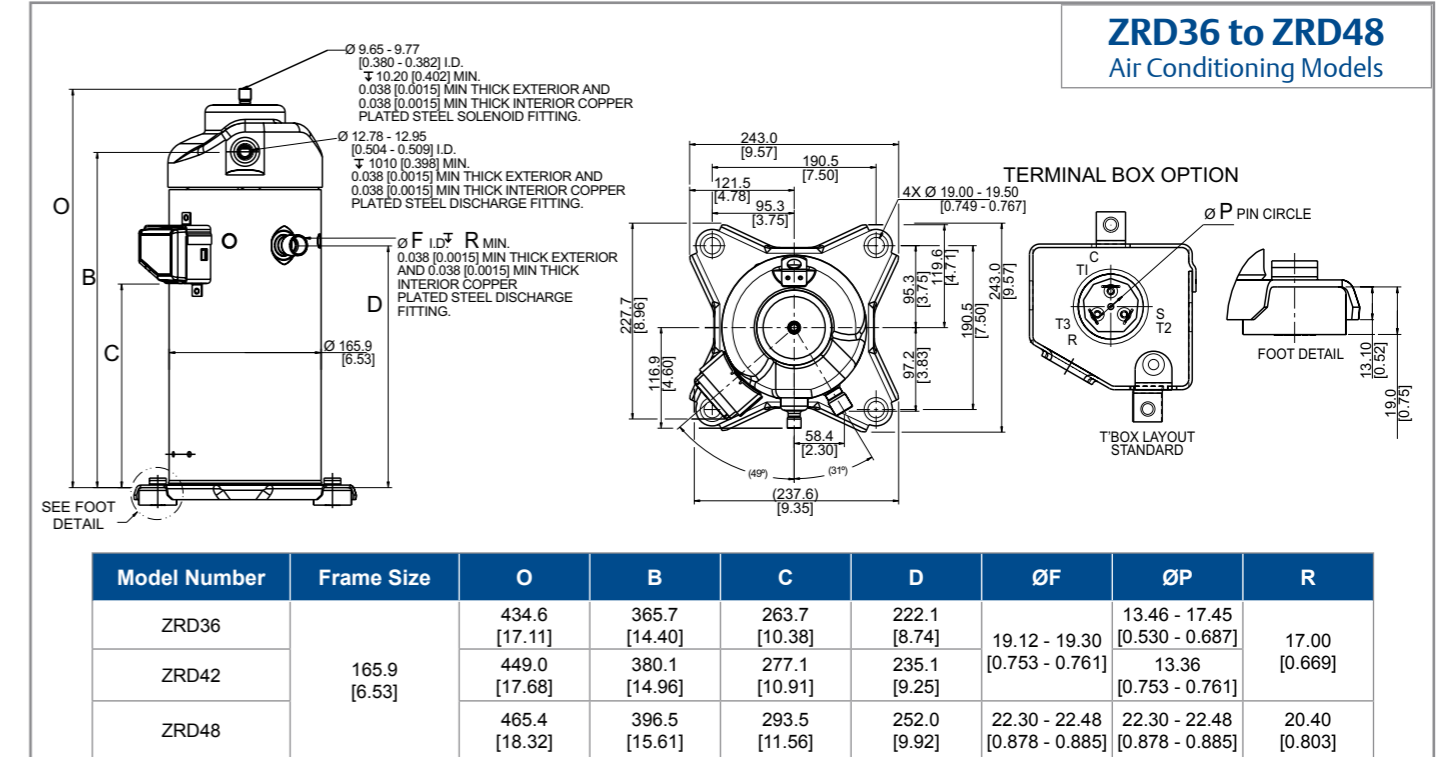 ZRD36 to ZRD48
Air Conditioning Models
Ø 9.65 - 9.77
[0.380 - 0.382] I.D.
↧ 10.20 [0.402] MIN.
0.038 [0.0015] MIN THICK EXTERIOR AND
0.038 [0.0015] MIN THICK INTERIOR COPPER
PLATED STEEL SOLENOID FITTING.
Ø 12.78 - 12.95
[0.504 - 0.509] I.D.
↧ 1010 [0.398] MIN.
0.038 [0.0015] MIN THICK EXTERIOR AND
0.038 [0.0015] MIN THICK INTERIOR COPPER
PLATED STEEL DISCHARGE FITTING.
Ø F I.D. ↧ R MIN.
0.038 [0.0015] MIN THICK EXTERIOR
AND 0.038 [0.0015] MIN THICK
INTERIOR COPPER
PLATED STEEL DISCHARGE
FITTING.
O
B
C
D
Ø 165.9
[6.53]
SEE FOOT
DETAIL
243.0
[9.57]
190.5
[7.50]
121.5
[4.78]
95.3
[3.75]
4X Ø 19.00 - 19.50
[0.749 - 0.767]
227.7
[8.96]
116.9
[4.60]
95.3
[3.75]
119.6
[4.71]
97.2
[3.83]
190.5
[7.50]
243.0
[9.57]
58.4
[2.30]
(49º)
(31º)
(237.6)
[9.35]
TERMINAL BOX OPTION
Ø P PIN CIRCLE
C
TI
T3
R
S
T2
T'BOX LAYOUT
STANDARD
FOOT DETAIL
13.10
[0.52]
19.0
[0.75]
Model Number Frame Size O B C D ØF ØP R
ZRD36 434.6 365.7 263.7 222.1 13.46 - 17.45
[17.11] [14.40] [10.38] [8.74] [0.530 - 0.687]
19.12 - 19.30 17.00
[0.753 - 0.761] [0.669]
ZRD42 449.0 380.1 277.1 235.1 13.36
[17.68] [14.96] [10.91] [9.25] [0.753 - 0.761]
165.9
[6.53]
ZRD48 465.4 396.5 293.5 252.0 22.30 - 22.48 22.30 - 22.48 20.40
[18.32] [15.61] [11.56] [9.92] [0.878 - 0.885] [0.878 - 0.885] [0.803]